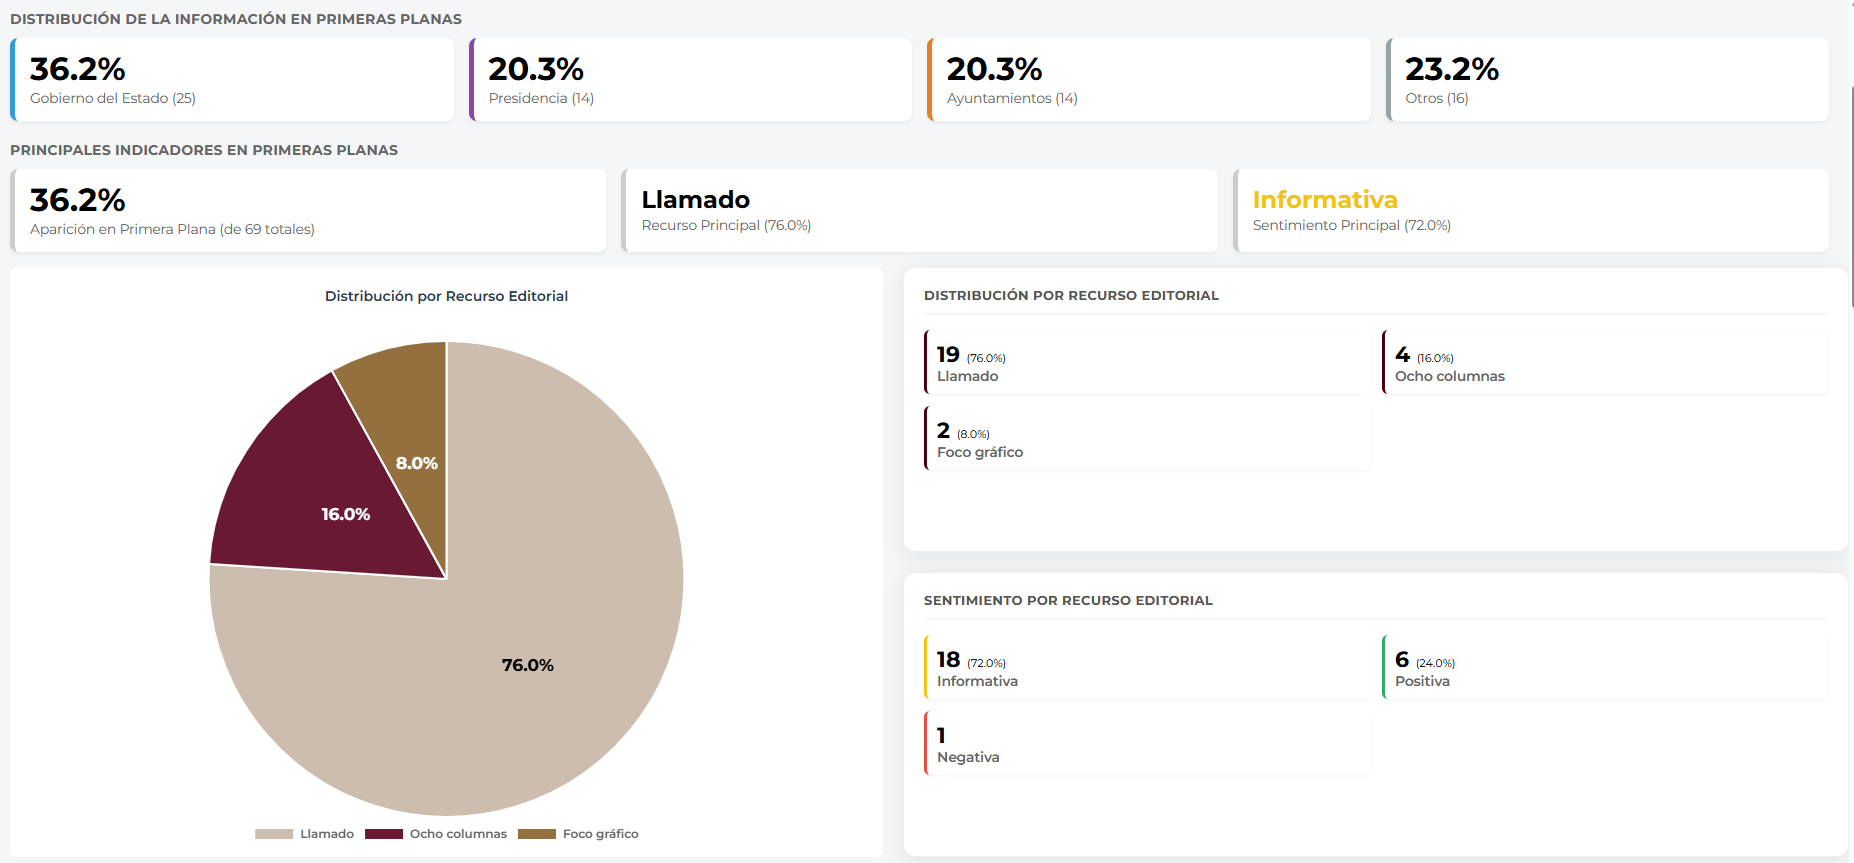 DISTRIBUCIÓN DE LA INFORMACIÓN EN PRIMERAS PLANAS
36.2%
Gobierno del Estado (25)
20.3%
Presidencia (14)
20.3%
Ayuntamientos (14)
23.2%
Otros (16)
PRINCIPALES INDICADORES EN PRIMERAS PLANAS
36.2%
Aparición en Primera Plana (de 69 totales)
Llamado
Recurso Principal (76.0%)
Informativa
Sentimiento Principal (72.0%)
Distribución por Recurso Editorial
8.0%
16.0%
76.0%
Llamado
Ocho columnas
Foco gráfico
DISTRIBUCIÓN POR RECURSO EDITORIAL
19 (76.0%)
Llamado
4 (16.0%)
Ocho columnas
2 (8.0%)
Foco gráfico
SENTIMIENTO POR RECURSO EDITORIAL
18 (72.0%)
Informativa
6 (24.0%)
Positiva
1
Negativa